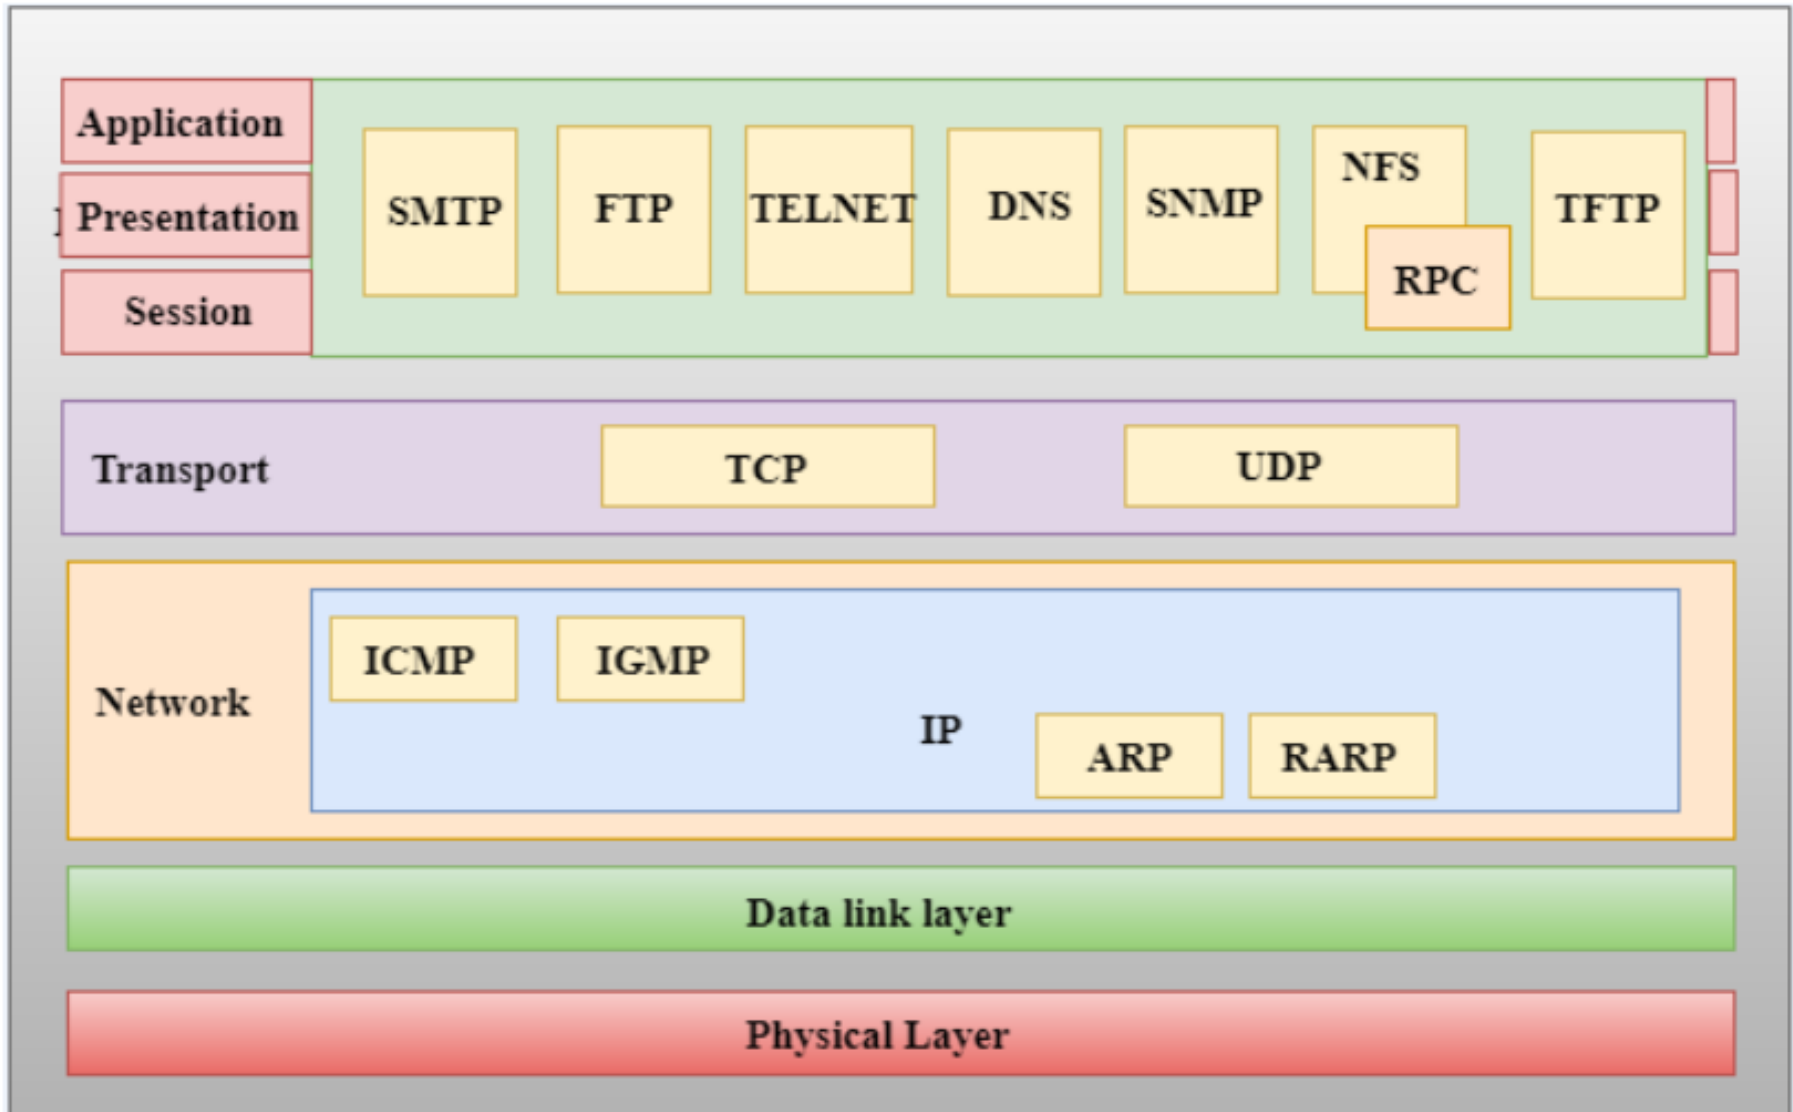 Application
Presentation
Session
SMTP
FTP
TELNET
DNS
SNMP
NFS
RPC
TFTP
Transport
TCP
UDP
Network
ICMP
IGMP
IP
ARP
RARP
Data link layer
Physical Layer